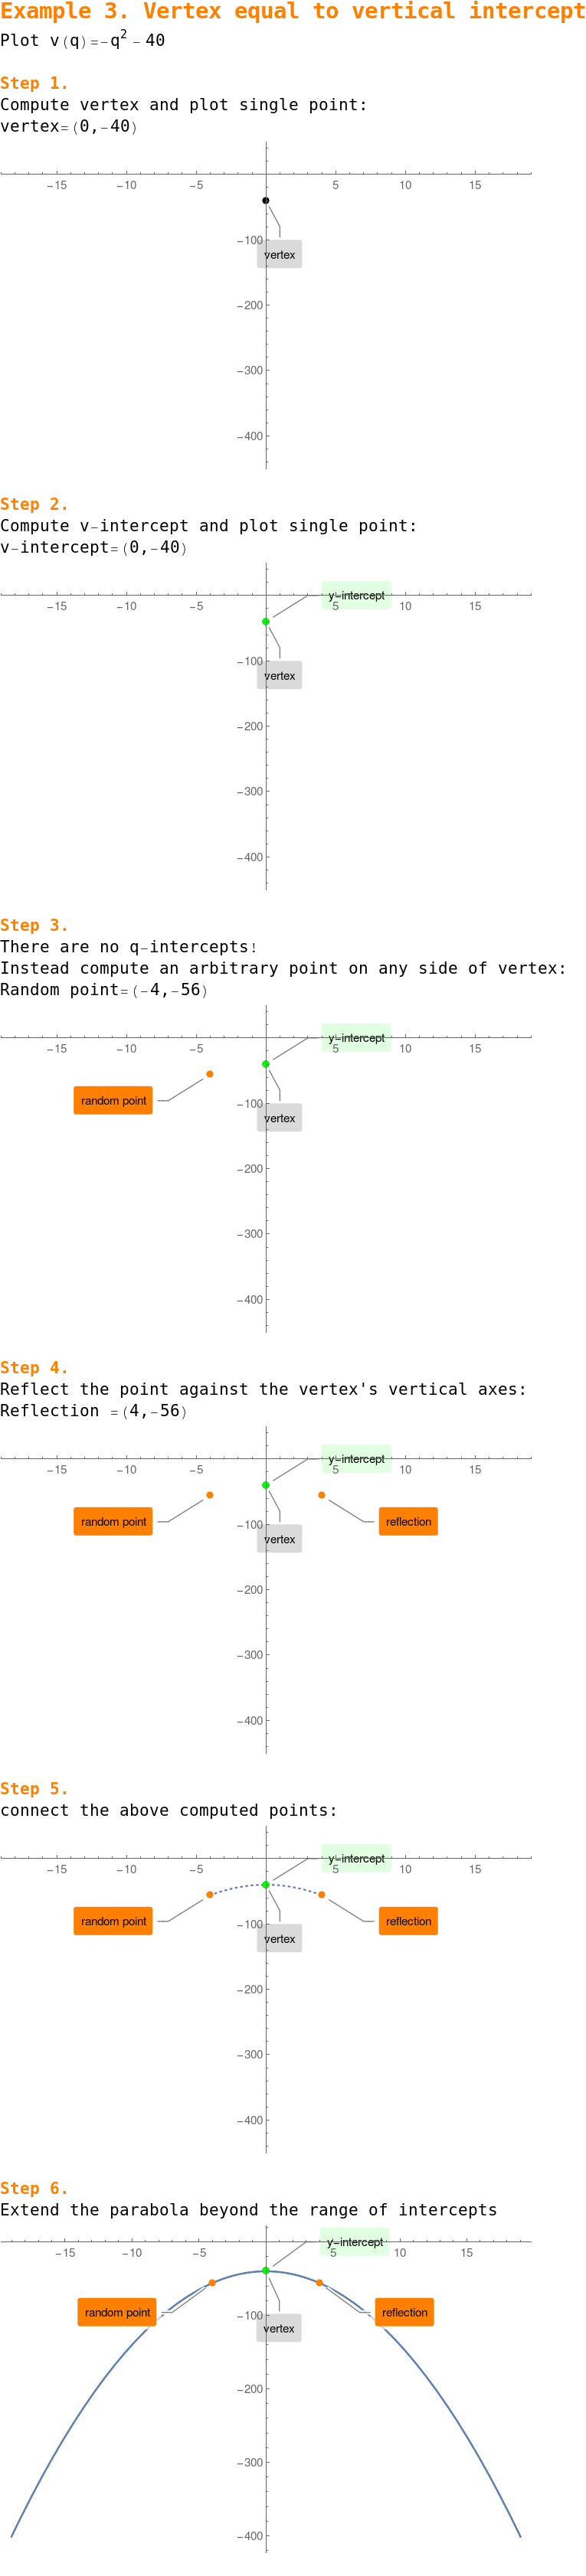 Example 3. Vertex equal to vertical intercept
Plot v(q)=-q² - 40
Step 1.
Compute vertex and plot single point:
vertex=(0,-40)
-15 -10 -5 5 10 15
-100
vertex
-200
-300
-400
Step 2.
Compute v-intercept and plot single point:
v-intercept=(0,-40)
y-intercept
-15 -10 -5 5 10 15
-100
vertex
-200
-300
-400
Step 3.
There are no q-intercepts!
Instead compute an arbitrary point on any side of vertex:
Random point=(-4,-56)
y-intercept
-15 -10 -5 5 10 15
random point -100
vertex
-200
-300
-400
Step 4.
Reflect the point against the vertex's vertical axes:
Reflection =(4,-56)
y-intercept
-15 -10 -5 5 10 15
random point -100 reflection
vertex
-200
-300
-400
Step 5.
connect the above computed points:
y-intercept
-15 -10 -5 5 10 15
random point -100 reflection
vertex
-200
-300
-400
Step 6.
Extend the parabola beyond the range of intercepts
y-intercept
-15 -10 -5 5 10 15
random point -100 reflection
vertex
-200
-300
-400